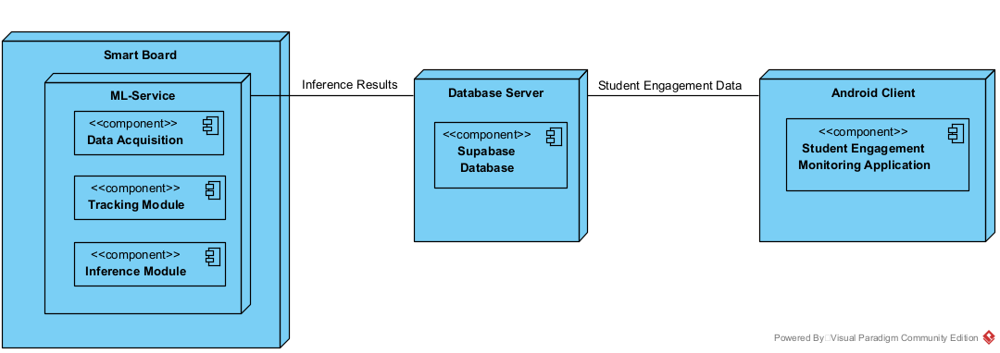 Smart Board
ML-Service
<<component>>
Data Acquisition
<<component>>
Tracking Module
<<component>>
Inference Module
Inference Results
Database Server
<<component>>
Supabase
Database
Student Engagement Data
Android Client
<<component>>
Student Engagement
Monitoring Application
Powered By Visual Paradigm Community Edition